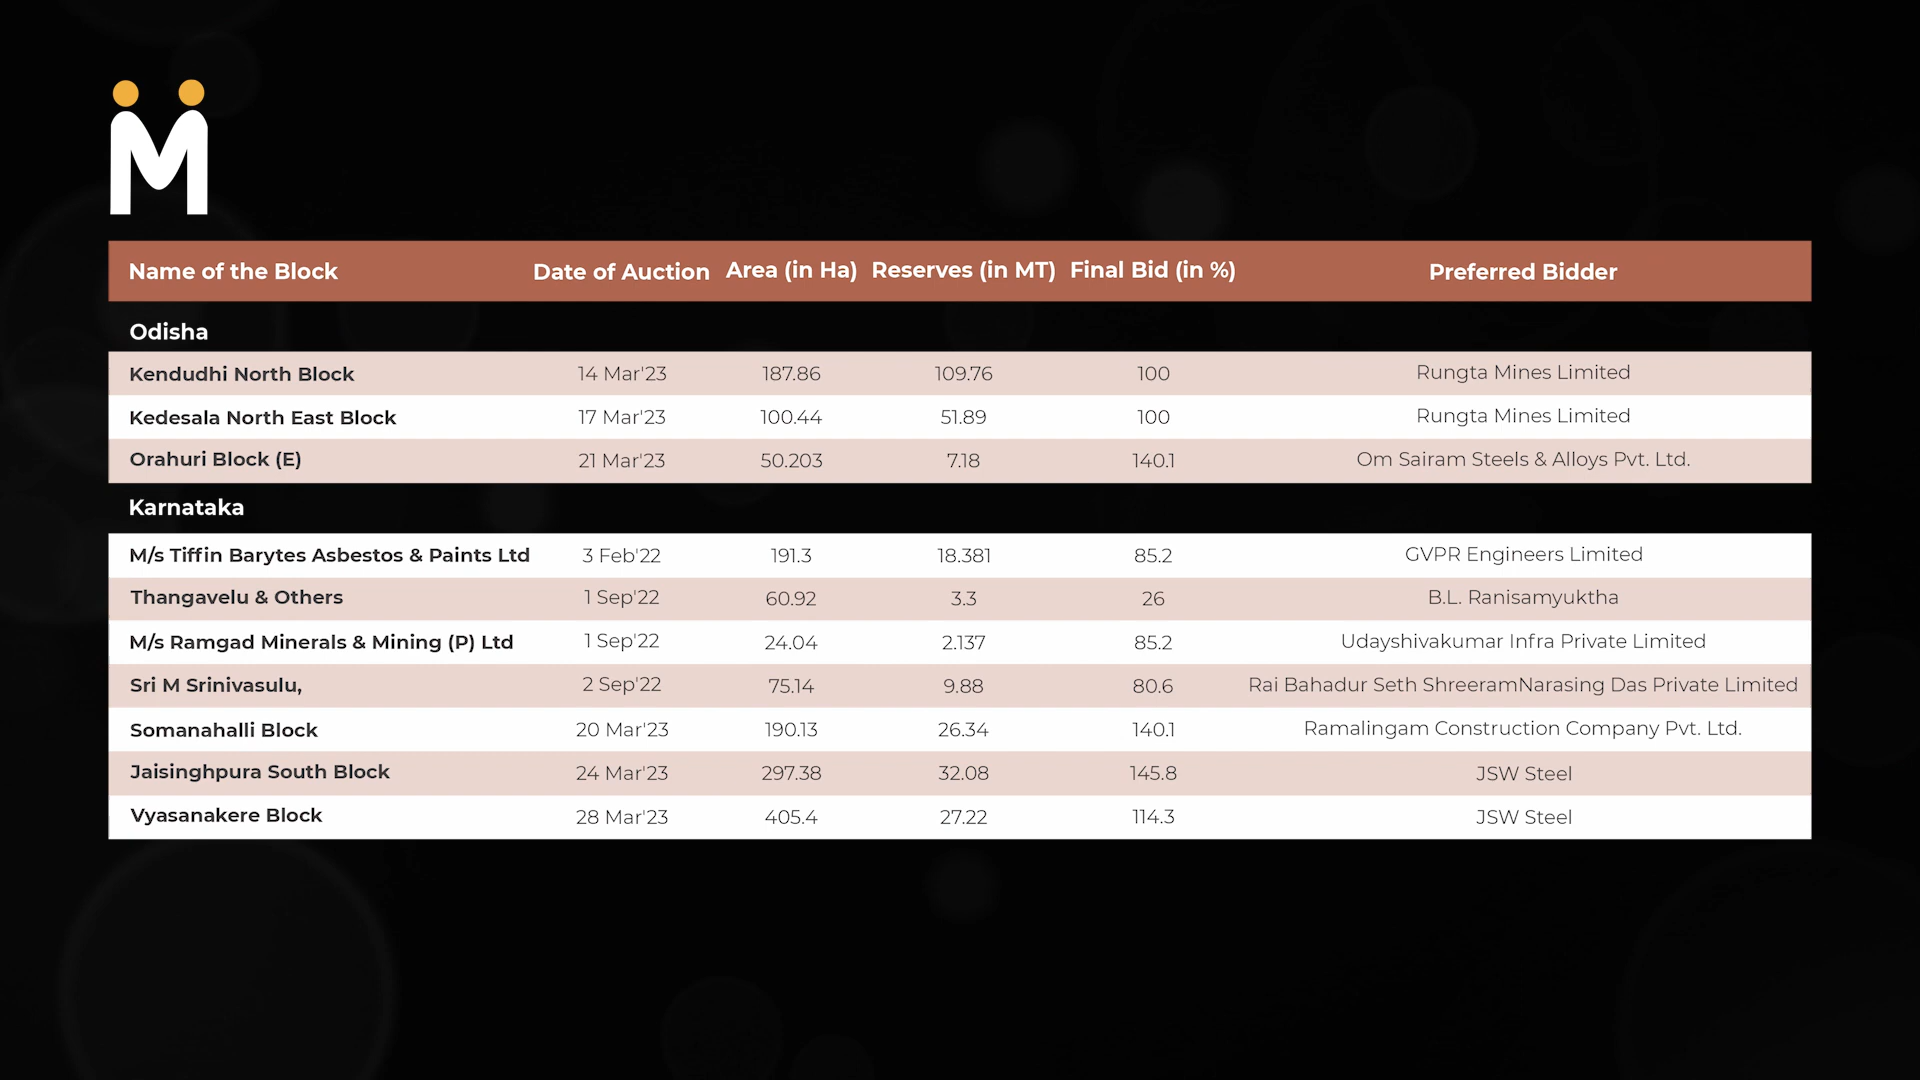 M
Name of the Block Date of Auction Area (in Ha) Reserves (in MT) Final Bid (in %) Preferred Bidder
Odisha
Kendudhi North Block 14 Mar'23 187.86 109.76 100 Rungta Mines Limited
Kedesala North East Block 17 Mar'23 100.44 51.89 100 Rungta Mines Limited
Orahuri Block (E) 21 Mar'23 50.203 7.18 140.1 Om Sairam Steels & Alloys Pvt. Ltd.
Karnataka
M/s Tiffin Barytes Asbestos & Paints Ltd 3 Feb'22 191.3 18.381 85.2 GVPR Engineers Limited
Thangavelu & Others 1 Sep'22 60.92 3.3 26 B.L. Ranisamyuktha
M/s Ramgad Minerals & Mining (P) Ltd 1 Sep'22 24.04 2.137 85.2 Udayshivakumar Infra Private Limited
Sri M Srinivasulu, 2 Sep'22 75.14 9.88 80.6 Rai Bahadur Seth ShreeramNarasing Das Private Limited
Somanahalli Block 20 Mar'23 190.13 26.34 140.1 Ramalingam Construction Company Pvt. Ltd.
Jaisinghpura South Block 24 Mar'23 297.38 32.08 145.8 JSW Steel
Vyasanakere Block 28 Mar'23 405.4 27.22 114.3 JSW Steel